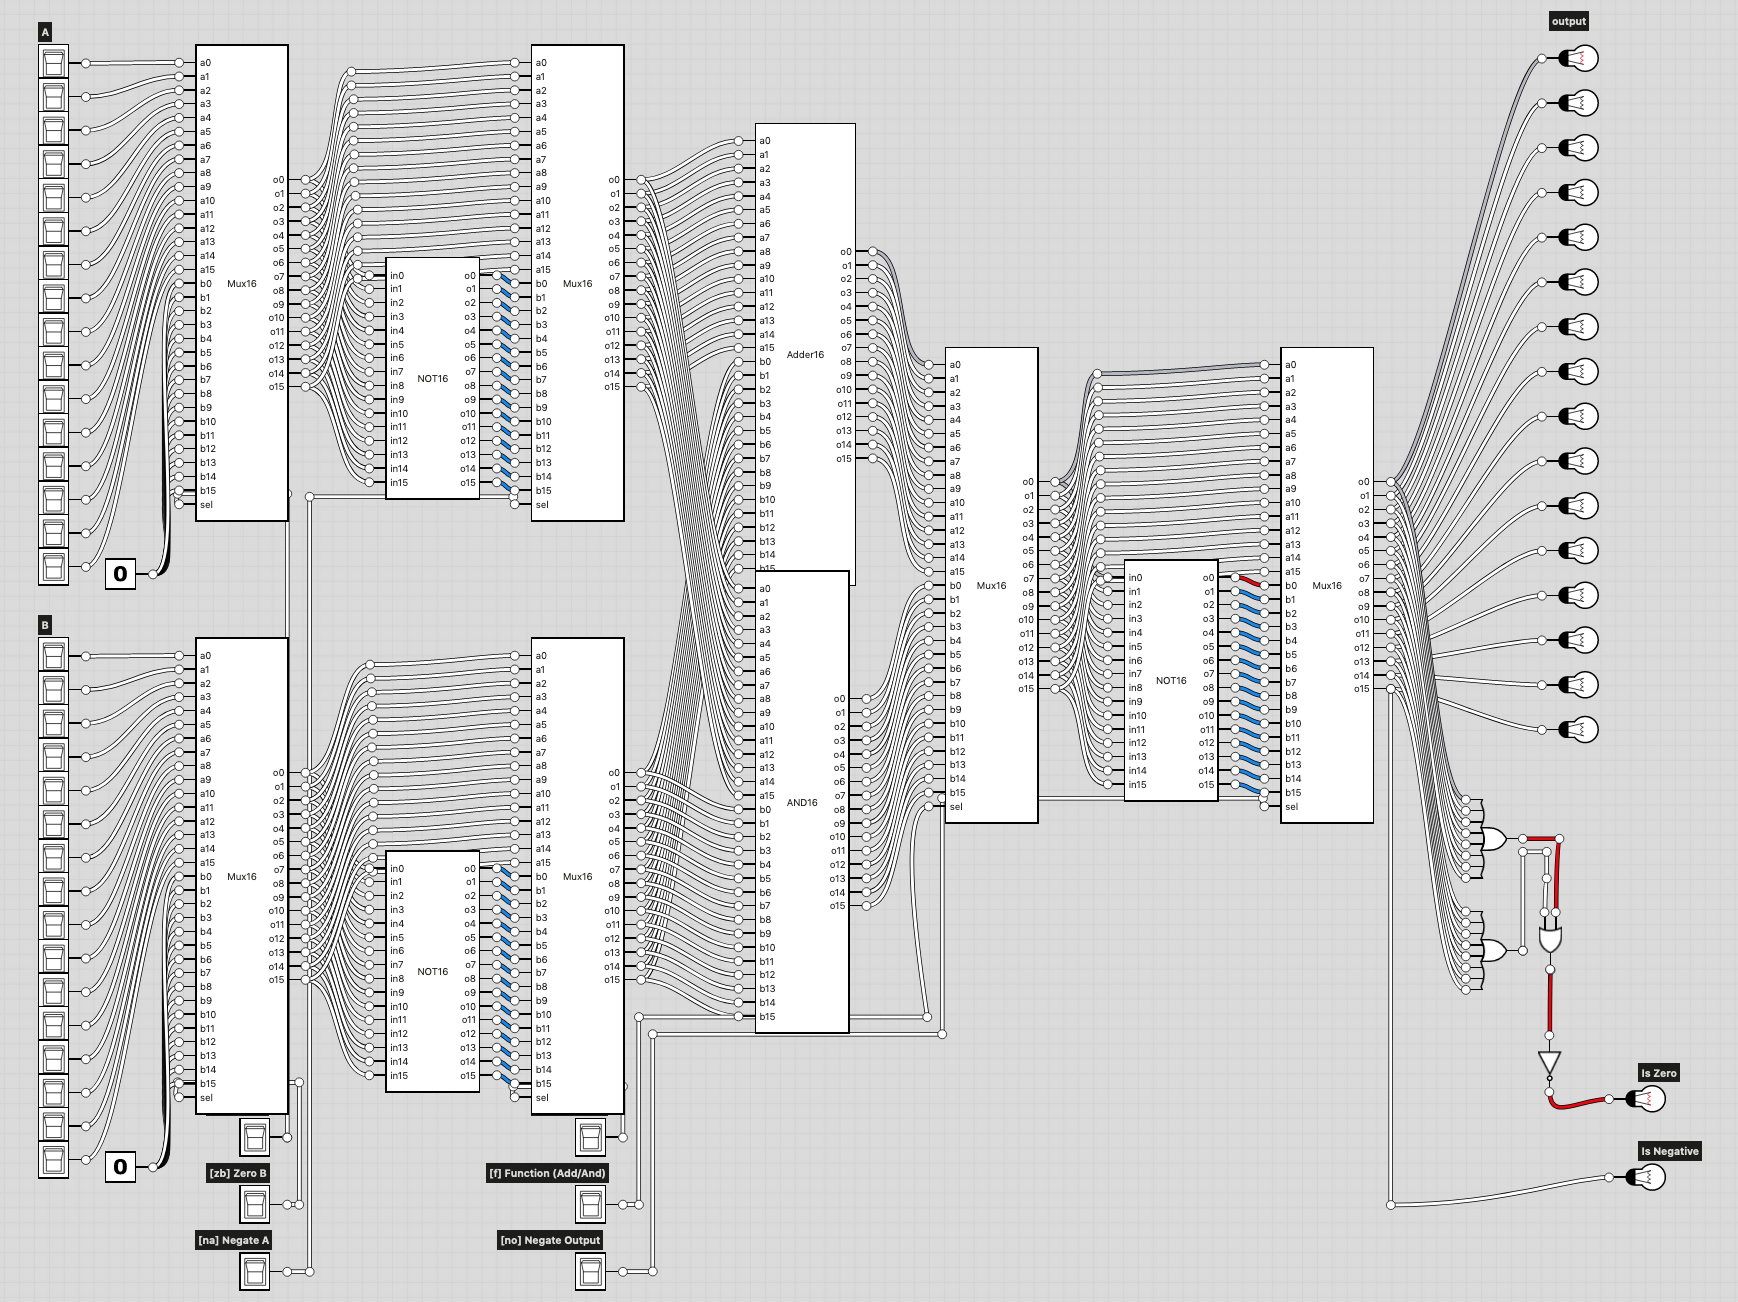 A
output
a0
a1
a2
a3
a4
a5
a6
a7
a8
a9
a10
a11
a12
a13
a14
a15
b0
b1
b2
b3
b4
b5
b6
b7
b8
b9
b10
b11
b12
b13
b14
b15
sel
Mux16
o0
o1
o2
o3
o4
o5
o6
o7
o8
o9
o10
o11
o12
o13
o14
o15
0
in0
in1
in2
in3
in4
in5
in6
in7
in8
in9
in10
in11
in12
in13
in14
in15
NOT16
o0
o1
o2
o3
o4
o5
o6
o7
o8
o9
o10
o11
o12
o13
o14
o15
a0
a1
a2
a3
a4
a5
a6
a7
a8
a9
a10
a11
a12
a13
a14
a15
b0
b1
b2
b3
b4
b5
b6
b7
b8
b9
b10
b11
b12
b13
b14
b15
sel
Mux16
o0
o1
o2
o3
o4
o5
o6
o7
o8
o9
o10
o11
o12
o13
o14
o15
a0
a1
a2
a3
a4
a5
a6
a7
a8
a9
a10
a11
a12
a13
a14
a15
b0
b1
b2
b3
b4
b5
b6
b7
b8
b9
b10
b11
b12
b13
b14
b15
Adder16
o0
o1
o2
o3
o4
o5
o6
o7
o8
o9
o10
o11
o12
o13
o14
o15
B
a0
a1
a2
a3
a4
a5
a6
a7
a8
a9
a10
a11
a12
a13
a14
a15
b0
b1
b2
b3
b4
b5
b6
b7
b8
b9
b10
b11
b12
b13
b14
b15
sel
Mux16
o0
o1
o2
o3
o4
o5
o6
o7
o8
o9
o10
o11
o12
o13
o14
o15
0
in0
in1
in2
in3
in4
in5
in6
in7
in8
in9
in10
in11
in12
in13
in14
in15
NOT16
o0
o1
o2
o3
o4
o5
o6
o7
o8
o9
o10
o11
o12
o13
o14
o15
a0
a1
a2
a3
a4
a5
a6
a7
a8
a9
a10
a11
a12
a13
a14
a15
b0
b1
b2
b3
b4
b5
b6
b7
b8
b9
b10
b11
b12
b13
b14
b15
sel
Mux16
o0
o1
o2
o3
o4
o5
o6
o7
o8
o9
o10
o11
o12
o13
o14
o15
a0
a1
a2
a3
a4
a5
a6
a7
a8
a9
a10
a11
a12
a13
a14
a15
b0
b1
b2
b3
b4
b5
b6
b7
b8
b9
b10
b11
b12
b13
b14
b15
AND16
o0
o1
o2
o3
o4
o5
o6
o7
o8
o9
o10
o11
o12
o13
o14
o15
a0
a1
a2
a3
a4
a5
a6
a7
a8
a9
a10
a11
a12
a13
a14
a15
b0
b1
b2
b3
b4
b5
b6
b7
b8
b9
b10
b11
b12
b13
b14
b15
sel
Mux16
o0
o1
o2
o3
o4
o5
o6
o7
o8
o9
o10
o11
o12
o13
o14
o15
in0
in1
in2
in3
in4
in5
in6
in7
in8
in9
in10
in11
in12
in13
in14
in15
NOT16
o0
o1
o2
o3
o4
o5
o6
o7
o8
o9
o10
o11
o12
o13
o14
o15
a0
a1
a2
a3
a4
a5
a6
a7
a8
a9
a10
a11
a12
a13
a14
a15
b0
b1
b2
b3
b4
b5
b6
b7
b8
b9
b10
b11
b12
b13
b14
b15
sel
Mux16
o0
o1
o2
o3
o4
o5
o6
o7
o8
o9
o10
o11
o12
o13
o14
o15
Is Zero
Is Negative
[zb] Zero B
[f] Function (Add/And)
[na] Negate A
[no] Negate Output